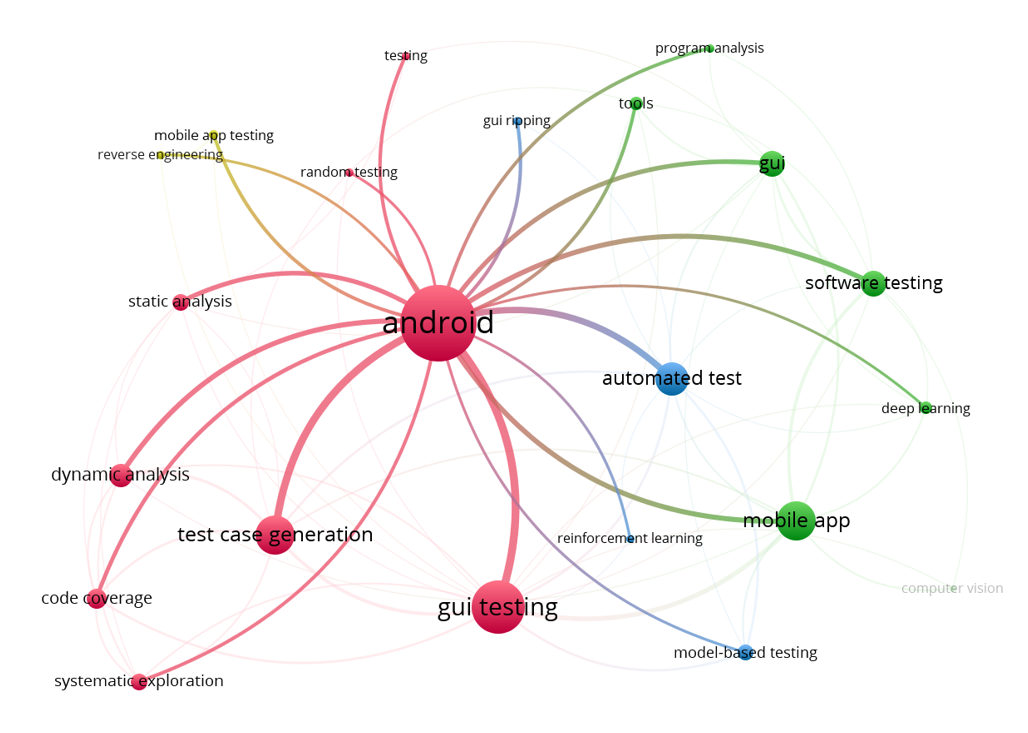 program analysis
testing
tools
gui ripping
mobile app testing
reverse engineering
gui
random testing
software testing
static analysis
android
automated test
deep learning
dynamic analysis
mobile app
test case generation
reinforcement learning
computer vision
code coverage
gui testing
model-based testing
systematic exploration